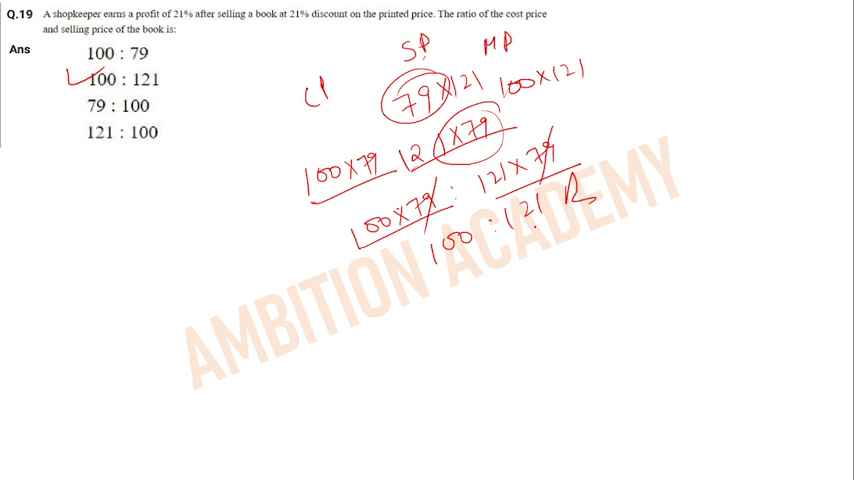 Q.19 A shopkeeper earns a profit of 21% after selling a book at 21% discount on the printed price. The ratio of the cost price
and selling price of the book is:
Ans
100 : 79
100 : 121
79 : 100
121 : 100
SP MP
CP 79×121 100×121
100×79 121×79
100×79 : 121×79
100 : 121
AMBITION ACADEMY